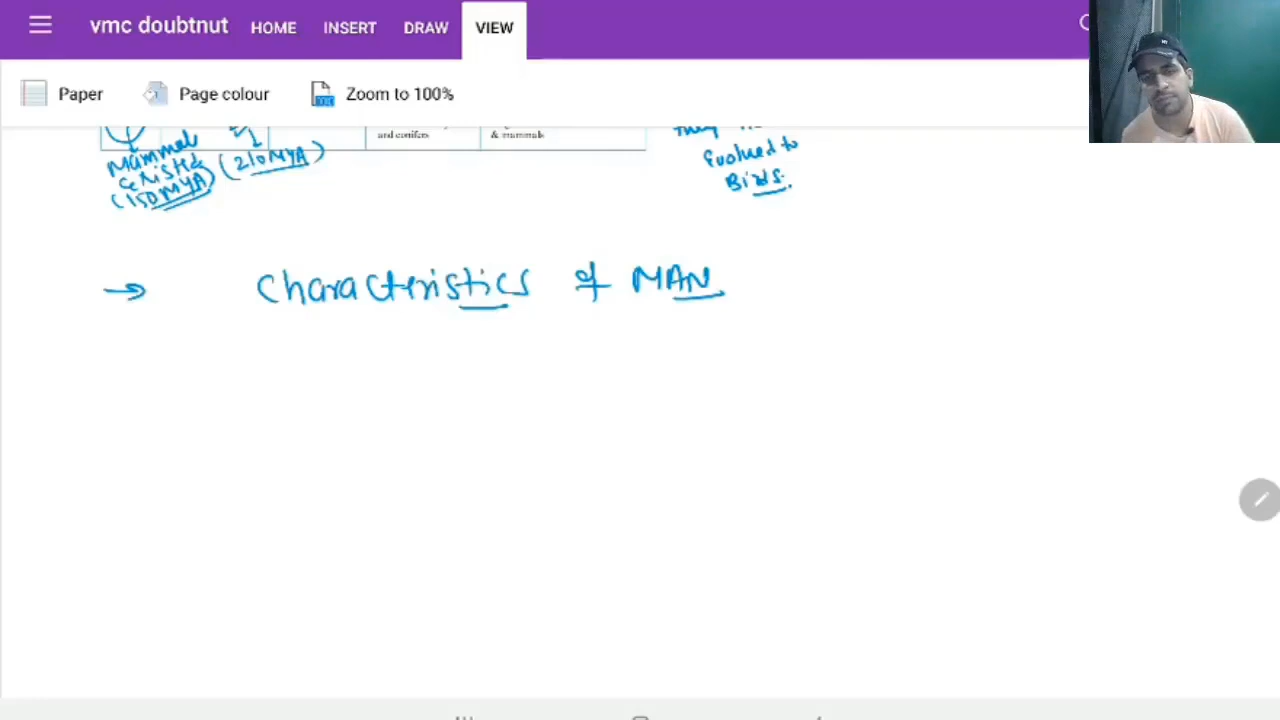 vmc doubtnut HOME INSERT DRAW VIEW
Paper Page colour Zoom to 100%
and conifers & mammals
Evolved to
Birds.
Mammal
(150MYA) (210MYA)
→ Characteristics of MAN